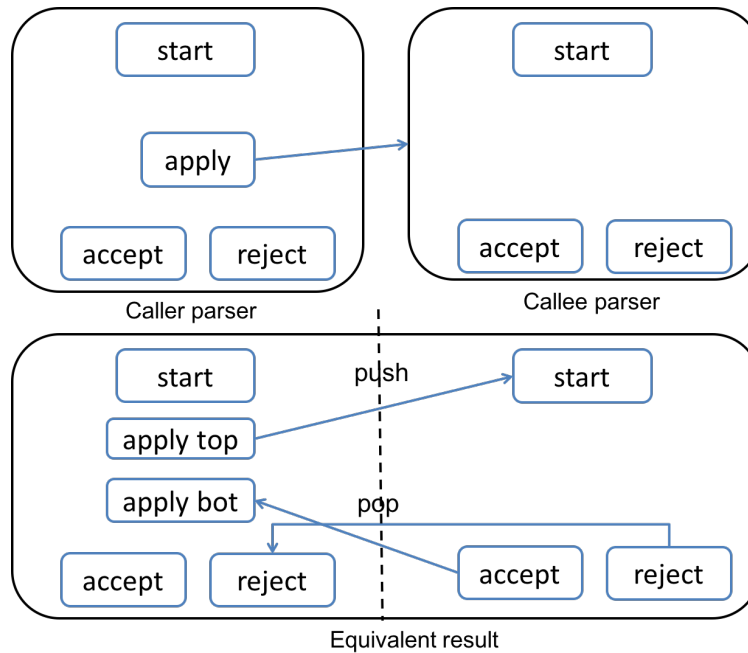 start
start
apply
accept
reject
accept
reject
Caller parser
Callee parser
start
push
start
apply top
apply bot
pop
accept
reject
accept
reject
Equivalent result